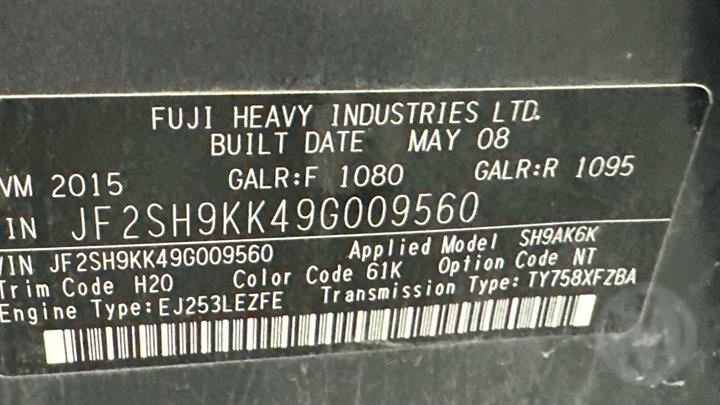 FUJI HEAVY INDUSTRIES LTD.
BUILT DATE MAY 08
VM 2015 GALR:F 1080 GALR:R 1095
IN JF2SH9KK49G009560
VIN JF2SH9KK49G009560 Applied Model SH9AK6K
Trim Code H20 Color Code 61K Option Code NT
Engine Type:EJ253LEZFE Transmission Type:TY758XFZBA